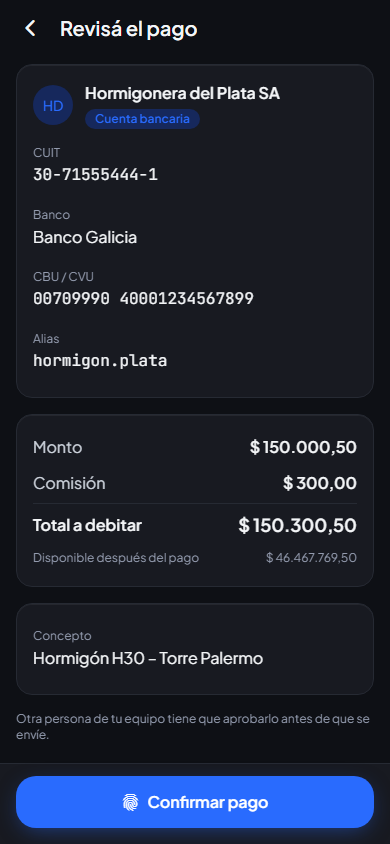 Revisá el pago
HD
Hormigonera del Plata SA
Cuenta bancaria
CUIT
30-71555444-1
Banco
Banco Galicia
CBU / CVU
00709990 40001234567899
Alias
hormigon.plata
Monto $ 150.000,50
Comisión $ 300,00
Total a debitar $ 150.300,50
Disponible después del pago $ 46.467.769,50
Concepto
Hormigón H30 – Torre Palermo
Otra persona de tu equipo tiene que aprobarlo antes de que se
envíe.
Confirmar pago